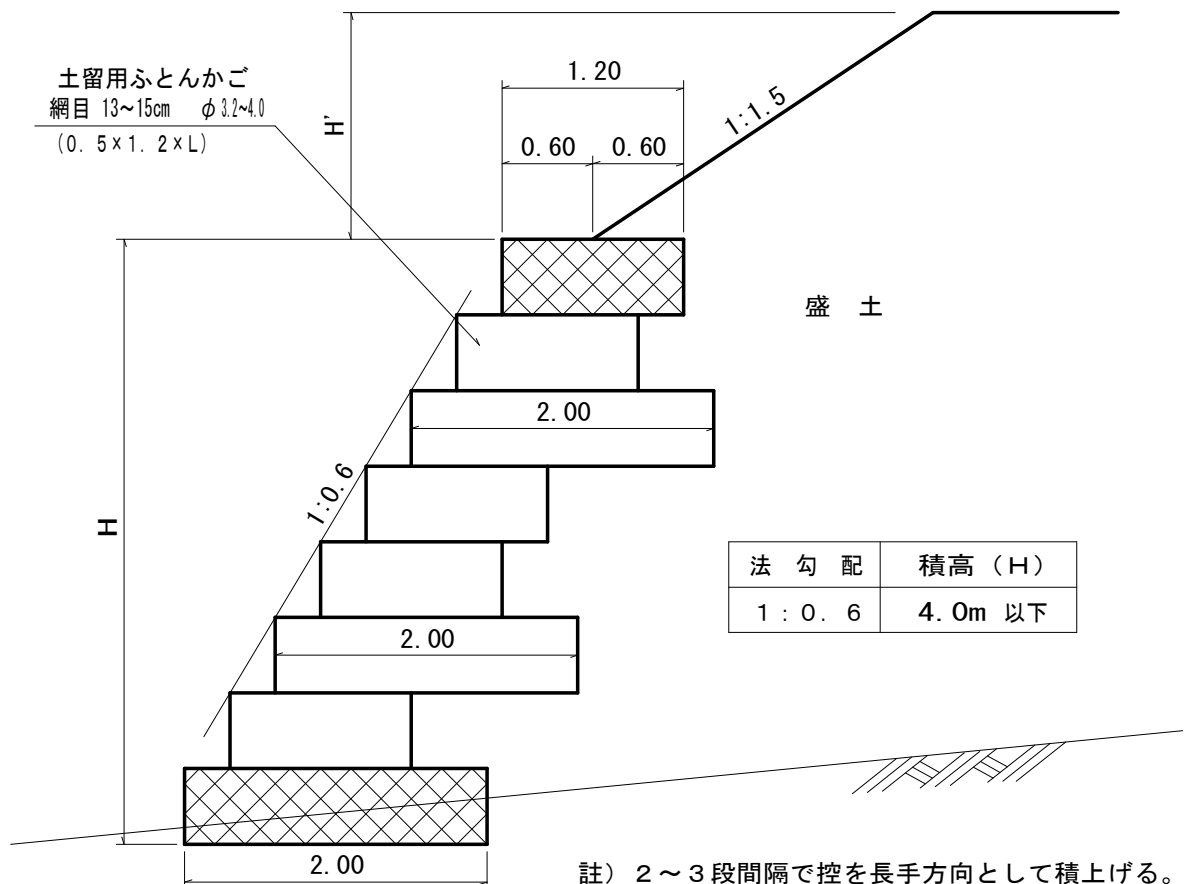 土留用ふとんかご
網目 13~15cm φ3.2~4.0
(0.5×1.2×L)
H'
1.20
0.60 0.60
1:1.5
盛 土
2.00
1:0.6
H
法 勾 配 積高(H)
1:0.6 4.0m 以下
2.00
2.00
註) 2～3段間隔で控を長手方向として積上げる。